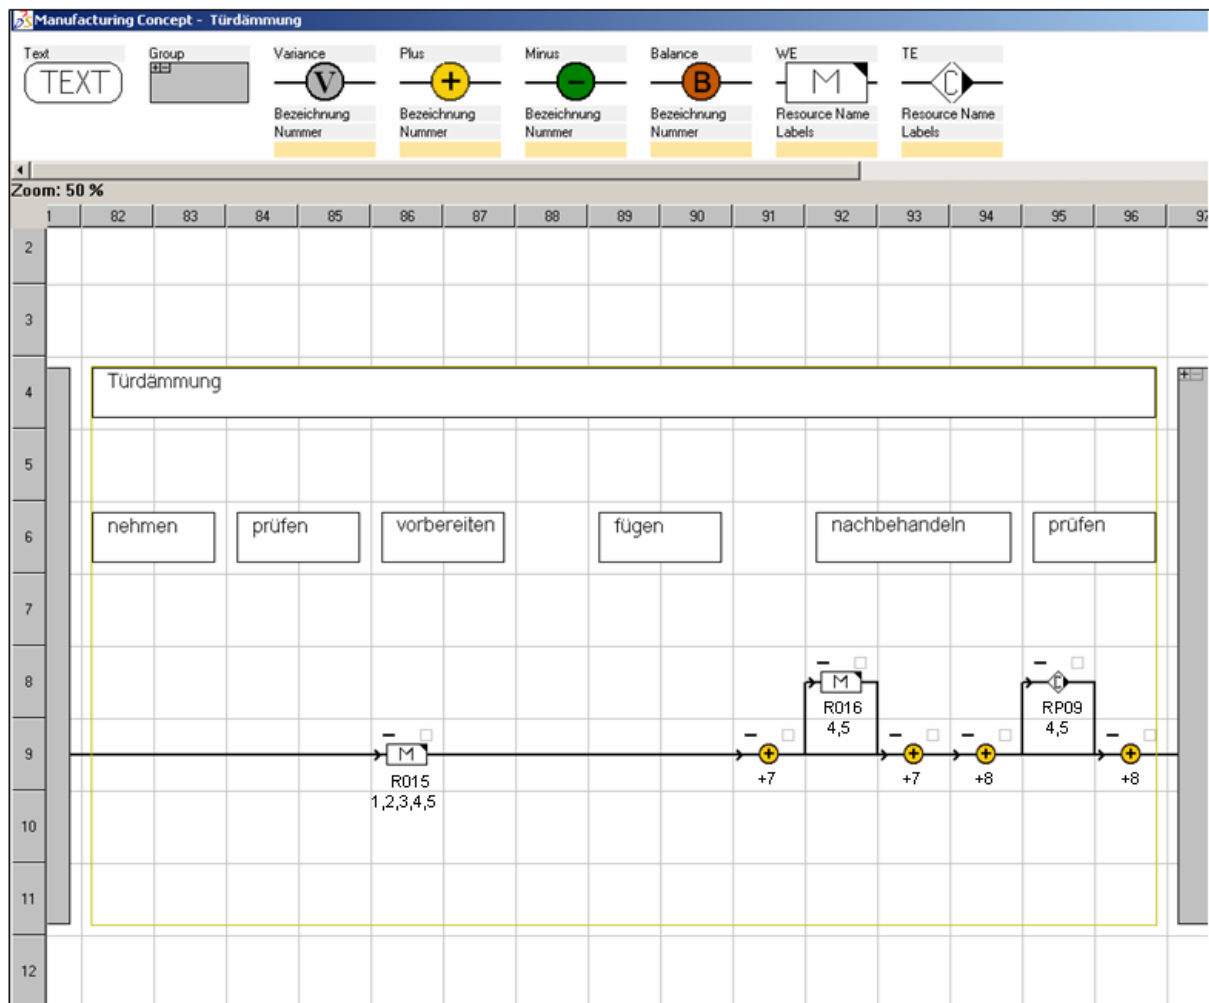 Manufacturing Concept - Türdämmung
Text Group Variance Plus Minus Balance WE TE
TEXT V + − B M C
Bezeichnung Bezeichnung Bezeichnung Bezeichnung Resource Name Resource Name
Nummer Nummer Nummer Nummer Labels Labels
Zoom: 50 %
1 82 83 84 85 86 87 88 89 90 91 92 93 94 95 96 97
2
3
4 Türdämmung
5
6 nehmen prüfen vorbereiten fügen nachbehandeln prüfen
7
8 M C
R016 RP09
4,5 4,5
9 M + + + +
R015 +7 +7 +8 +8
1,2,3,4,5
10
11
12